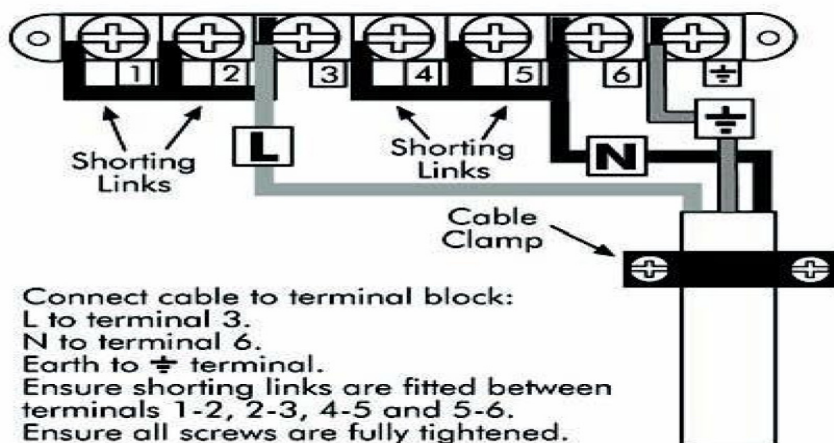 1 2 3 4 5 6 ⏚
Shorting Links
Shorting Links
L
N
⏚
Cable Clamp
Connect cable to terminal block:
L to terminal 3.
N to terminal 6.
Earth to ⏚ terminal.
Ensure shorting links are fitted between
terminals 1-2, 2-3, 4-5 and 5-6.
Ensure all screws are fully tightened.